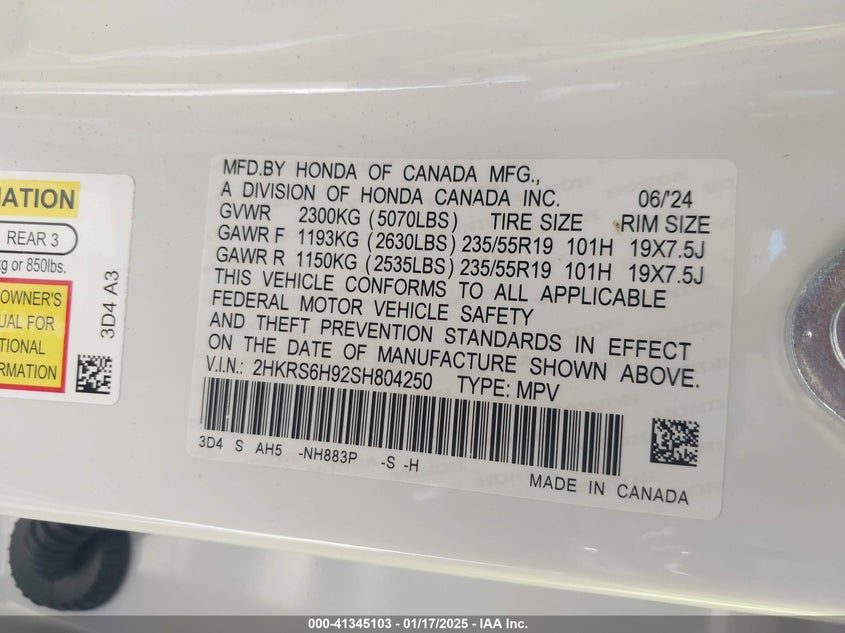 MFD.BY HONDA OF CANADA MFG.,
A DIVISION OF HONDA CANADA INC. 06/'24
GVWR 2300KG (5070LBS) TIRE SIZE RIM SIZE
GAWR F 1193KG (2630LBS) 235/55R19 101H 19X7.5J
GAWR R 1150KG (2535LBS) 235/55R19 101H 19X7.5J
THIS VEHICLE CONFORMS TO ALL APPLICABLE
FEDERAL MOTOR VEHICLE SAFETY
AND THEFT PREVENTION STANDARDS IN EFFECT
ON THE DATE OF MANUFACTURE SHOWN ABOVE.
V.I.N.: 2HKRS6H92SH804250 TYPE: MPV
3D4 S AH5 -NH883P -S -H
MADE IN CANADA
REAR 3
or 850lbs.
OWNER'S
FOR
3D4 A3
000-41345103 - 01/17/2025 - IAA Inc.